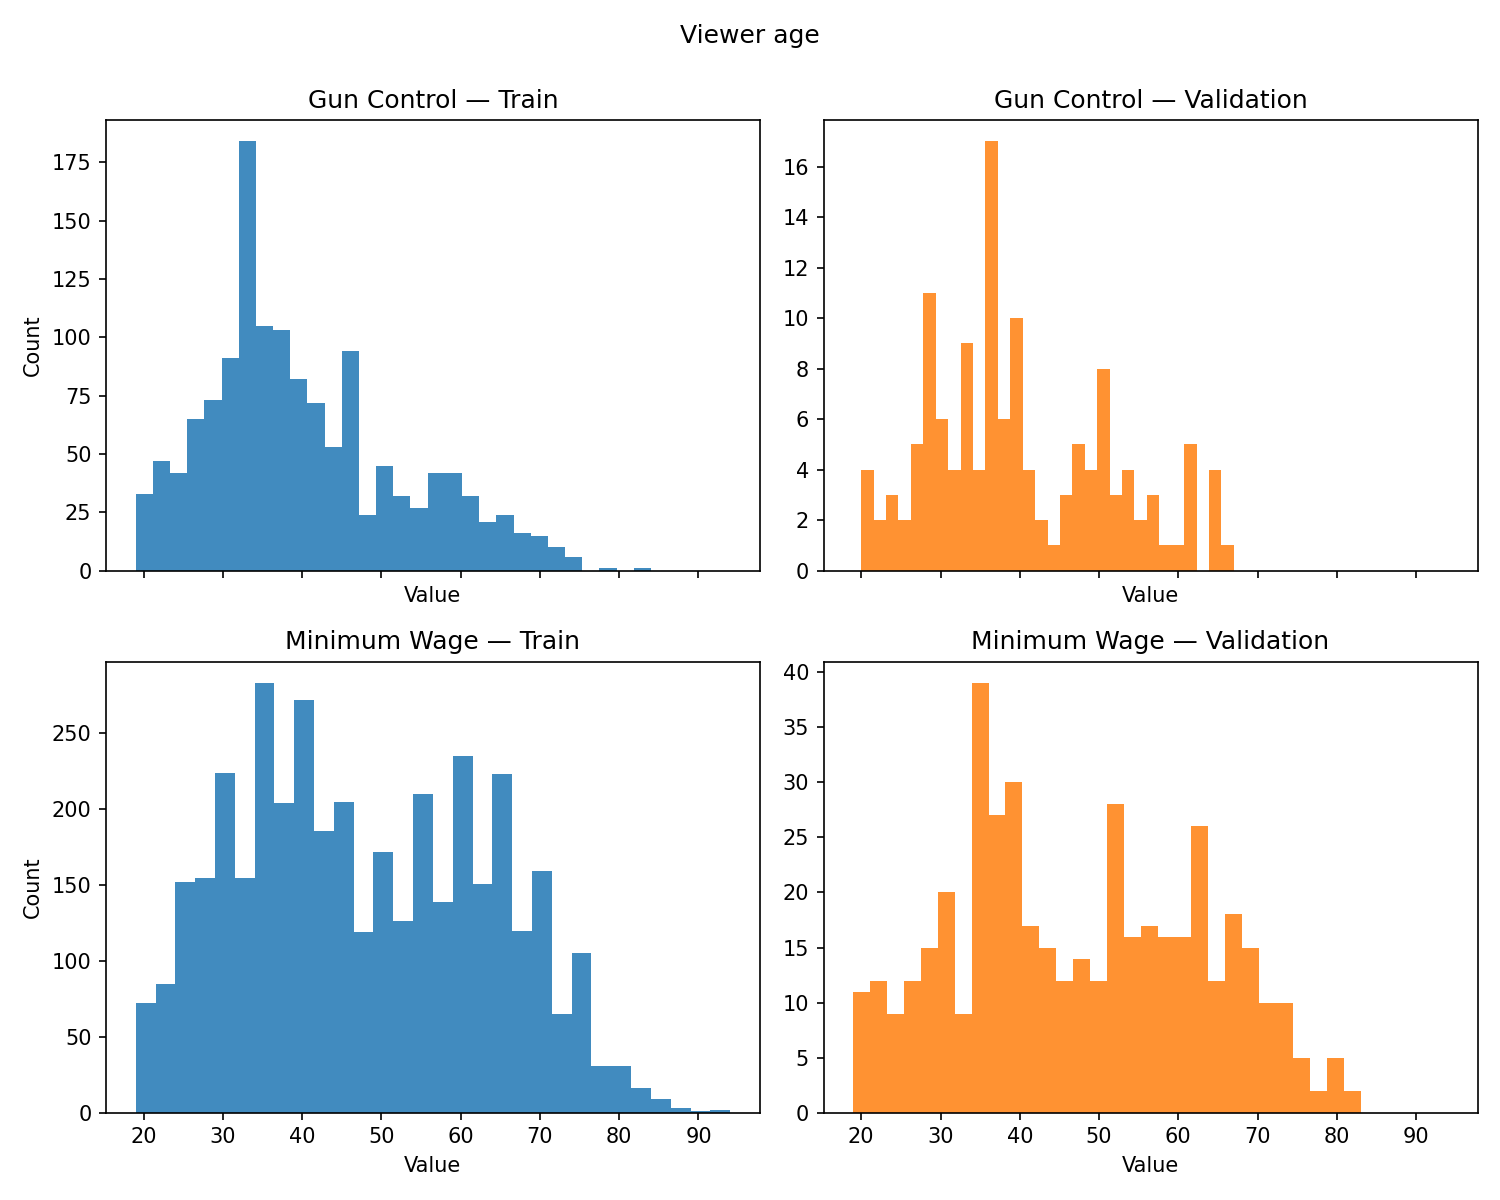 Viewer age
Gun Control — Train
Gun Control — Validation
175
150
125
100
75
50
25
0
Count
Value
16
14
12
10
8
6
4
2
0
Value
Minimum Wage — Train
Minimum Wage — Validation
250
200
150
100
50
0
Count
20 30 40 50 60 70 80 90
Value
40
35
30
25
20
15
10
5
0
20 30 40 50 60 70 80 90
Value